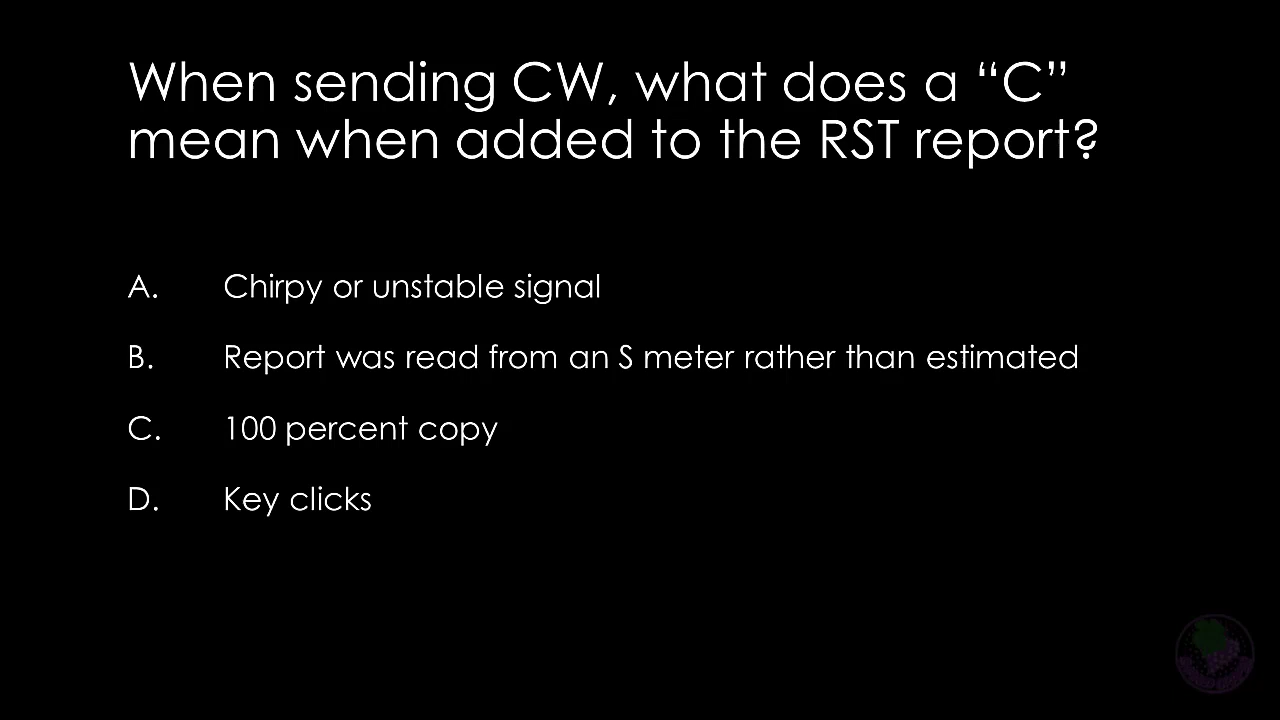 When sending CW, what does a “C”
mean when added to the RST report?
A. Chirpy or unstable signal
B. Report was read from an S meter rather than estimated
C. 100 percent copy
D. Key clicks